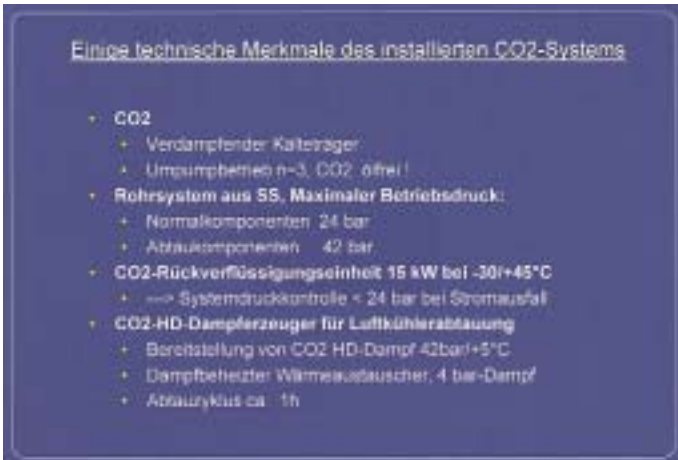 Einige technische Merkmale des installierten CO2-Systems
CO2
Verdampfender Kälteträger
Umpumpbetrieb n~3, CO2 ölfrei !
Rohrsystem aus SS, Maximaler Betriebsdruck:
Normalkomponenten 24 bar
Abtaukomponenten 42 bar
CO2-Rückverflüssigungseinheit 15 kW bei -30/+45°C
---> Systemdruckkontrolle < 24 bar bei Stromausfall
CO2-HD-Dampferzeuger für Luftkühlerabtauung
Bereitstellung von CO2 HD-Dampf 42bar/+5°C
Dampfbeheizter Wärmeaustauscher, 4 bar-Dampf
Abtauzyklus ca. 1h